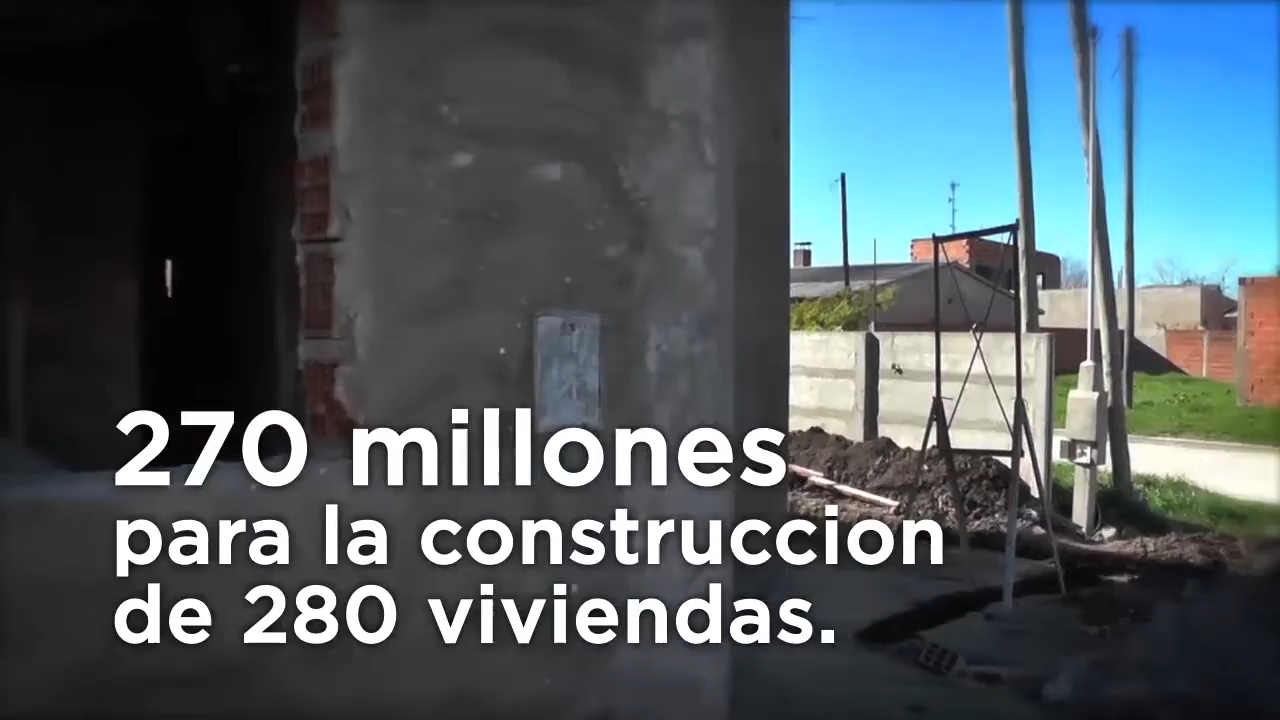 270 millones
para la construccion
de 280 viviendas.